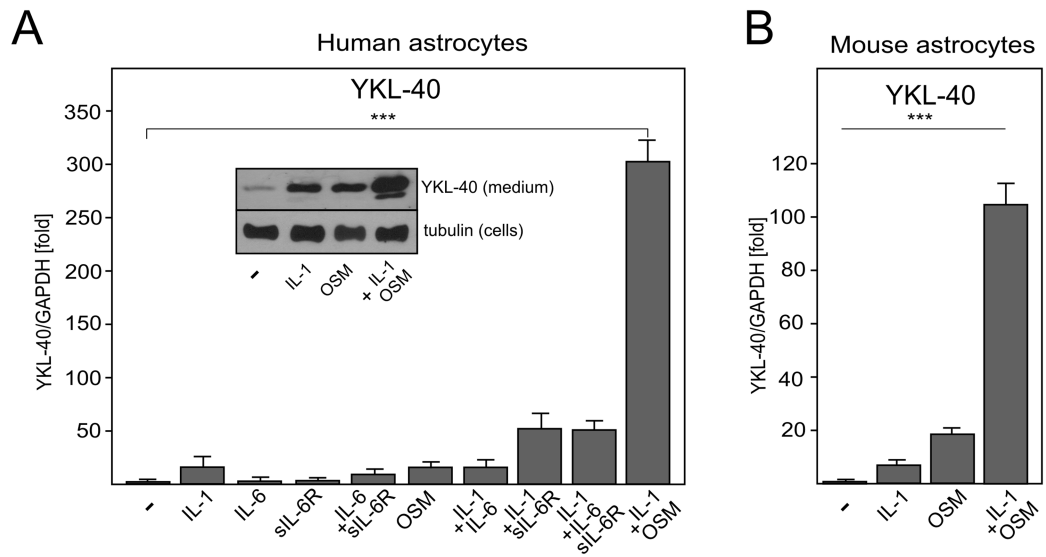 A
Human astrocytes
YKL-40
***
YKL-40/GAPDH [fold]
350
300
250
200
150
100
50
YKL-40 (medium)
tubulin (cells)
-
IL-1
OSM
+ IL-1
OSM
-
IL-1
IL-6
sIL-6R
+IL-6
sIL-6R
OSM
+IL-1
IL-6
+IL-1
sIL-6R
+IL-1
IL-6
sIL-6R
+IL-1
OSM
B
Mouse astrocytes
YKL-40
***
YKL-40/GAPDH [fold]
120
100
80
60
40
20
-
IL-1
OSM
+ IL-1
OSM